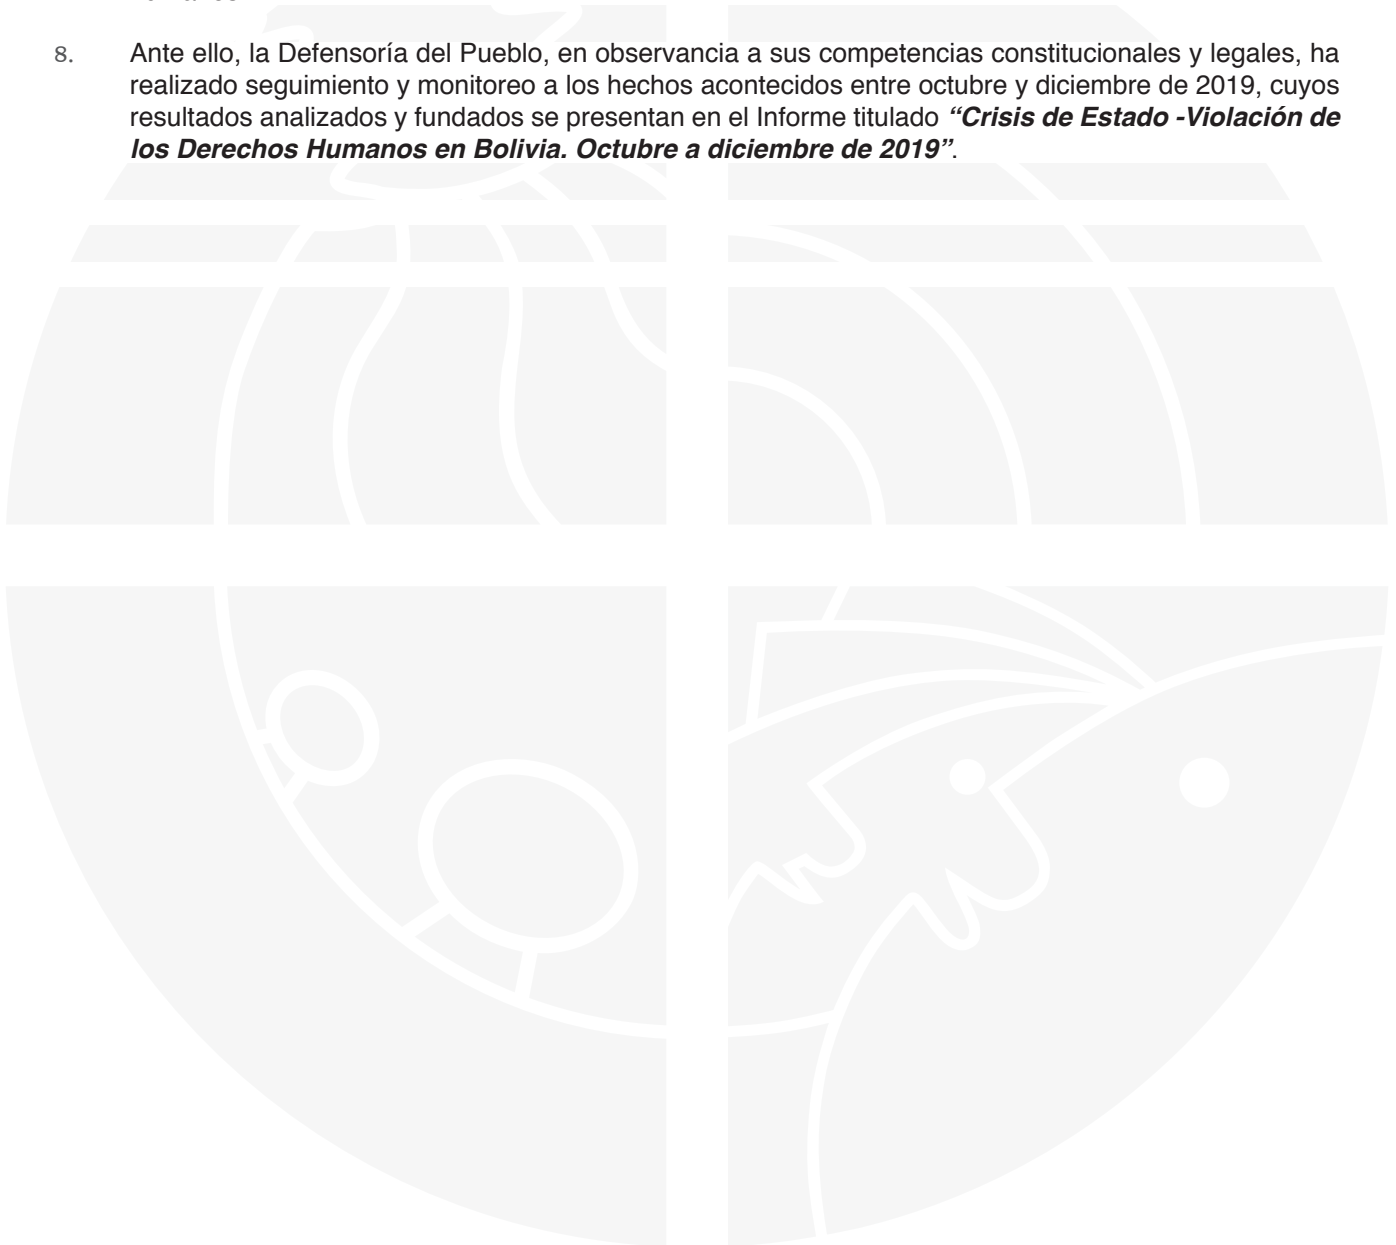 8. Ante ello, la Defensoría del Pueblo, en observancia a sus competencias constitucionales y legales, ha
realizado seguimiento y monitoreo a los hechos acontecidos entre octubre y diciembre de 2019, cuyos
resultados analizados y fundados se presentan en el Informe titulado “Crisis de Estado -Violación de
los Derechos Humanos en Bolivia. Octubre a diciembre de 2019”.